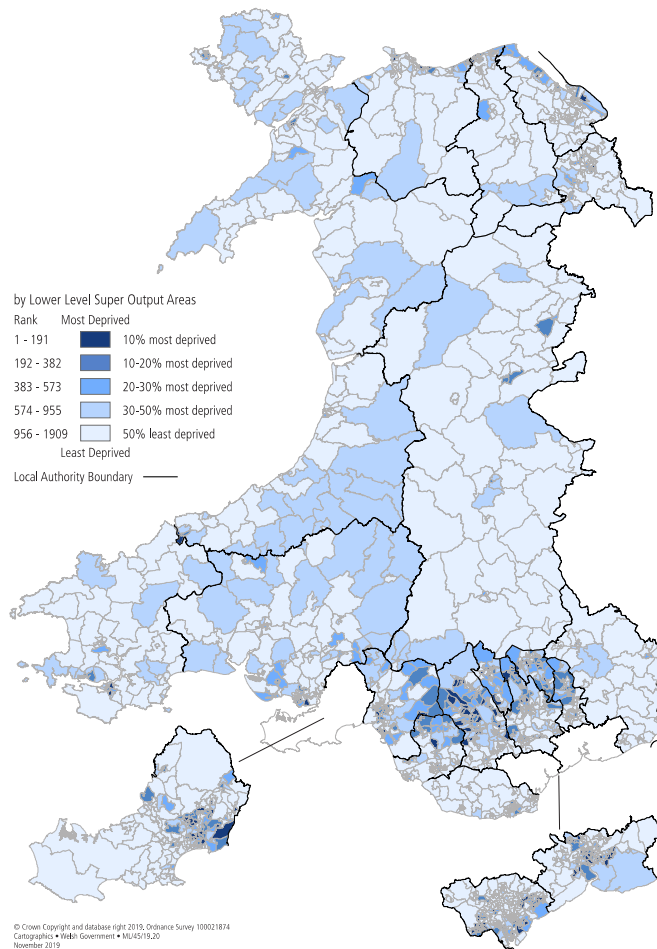 by Lower Level Super Output Areas
Rank Most Deprived
1 - 191 10% most deprived
192 - 382 10-20% most deprived
383 - 573 20-30% most deprived
574 - 955 30-50% most deprived
956 - 1909 50% least deprived
Least Deprived
Local Authority Boundary
© Crown Copyright and database right 2019, Ordnance Survey 100021874
Cartographics • Welsh Government • ML/45/19.20
November 2019